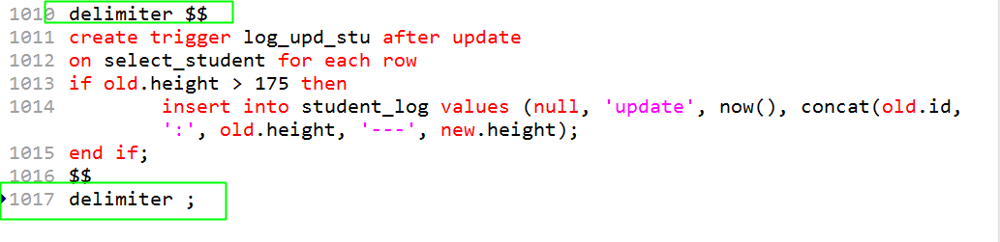 1010 delimiter $$
1011 create trigger log_upd_stu after update
1012 on select_student for each row
1013 if old.height > 175 then
1014         insert into student_log values (null, 'update', now(), concat(old.id,
':', old.height, '---', new.height);
1015 end if;
1016 $$
1017 delimiter ;